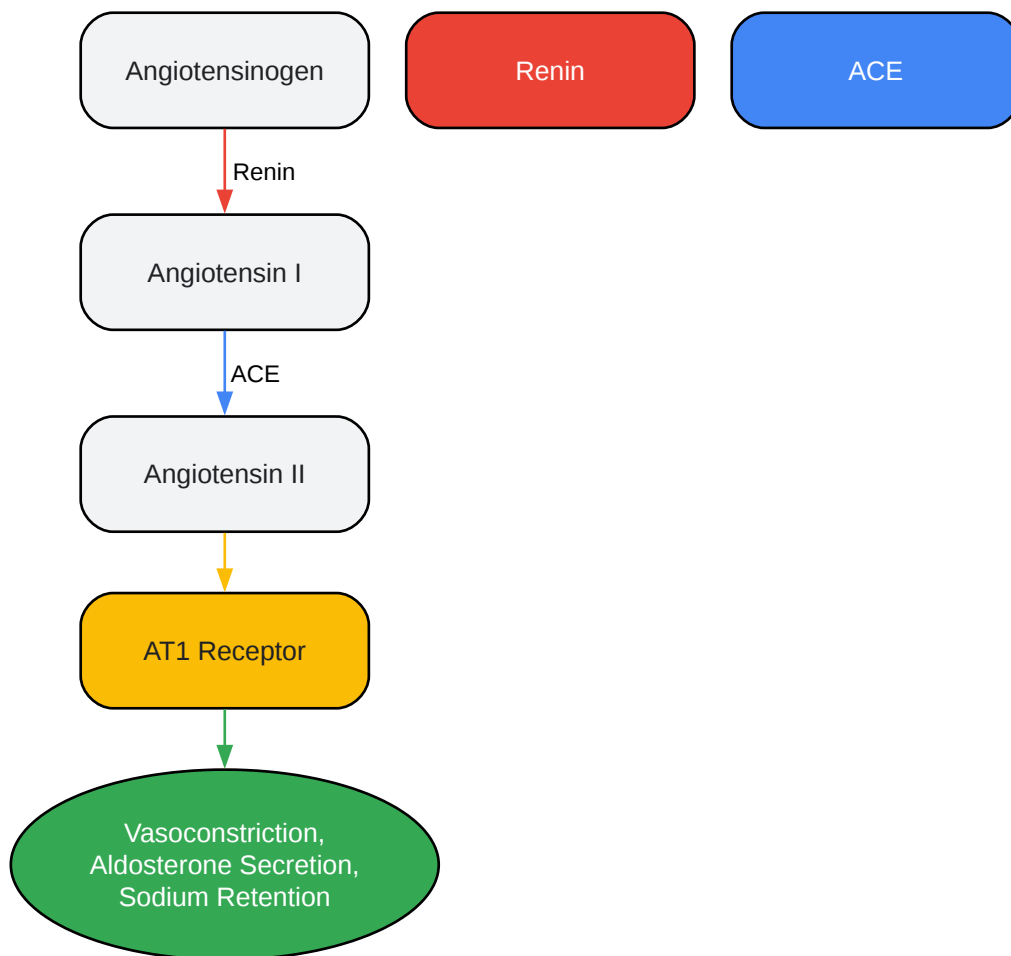 Angiotensinogen
Renin
ACE
Renin
Angiotensin I
ACE
Angiotensin II
AT1 Receptor
Vasoconstriction,
Aldosterone Secretion,
Sodium Retention